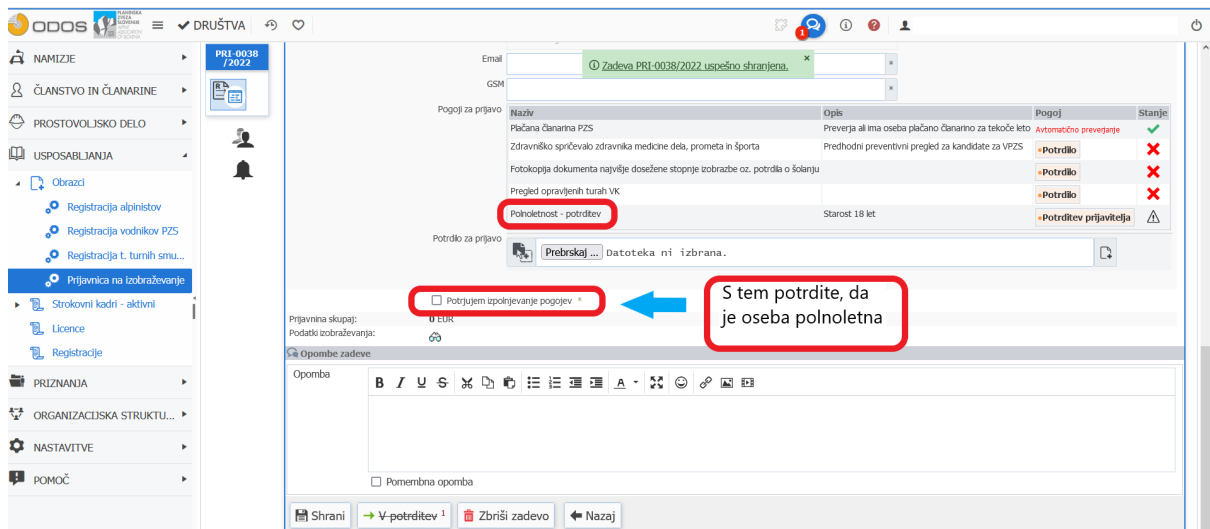 ODOS PLANINSKA ZVEZA SLOVENIJE
DRUŠTVA
1
NAMIZJE
ČLANSTVO IN ČLANARINE
PROSTOVOLJSKO DELO
USPOSABLJANJA
Obrazci
Registracija alpinistov
Registracija vodnikov PZS
Registracija t. turnih smu...
Prijavnica na izobraževanje
Strokovni kadri - aktivni
Licence
Registracije
PRIZNANJA
ORGANIZACIJSKA STRUKTU...
NASTAVITVE
POMOČ
PRI-0038
/2022
Email
Zadeva PRI-0038/2022 uspešno shranjena. ×
GSM
Pogoji za prijavo
Naziv Opis Pogoj Stanje
Plačana članarina PZS Preverja ali ima oseba plačano članarino za tekoče leto Avtomatično preverjanje
Zdravniško spričevalo zdravnika medicine dela, prometa in športa Predhodni preventivni pregled za kandidate za VPZS Potrdilo
Fotokopija dokumenta najvišje dosežene stopnje izobrazbe oz. potrdila o šolanju Potrdilo
Pregled opravljenih turah VK Potrdilo
Polnoletnost - potrditev Starost 18 let Potrditev prijavitelja
Potrdilo za prijavo
Prebrskaj ... Datoteka ni izbrana.
Potrjujem izpolnjevanje pogojev *
S tem potrdite, da
je oseba polnoletna
Prijavnina skupaj: 0 EUR
Podatki izobraževanja:
Opombe zadeve
Opomba
B I U S A
Pomembna opomba
Shrani
V potrditev 1
Zbriši zadevo
Nazaj